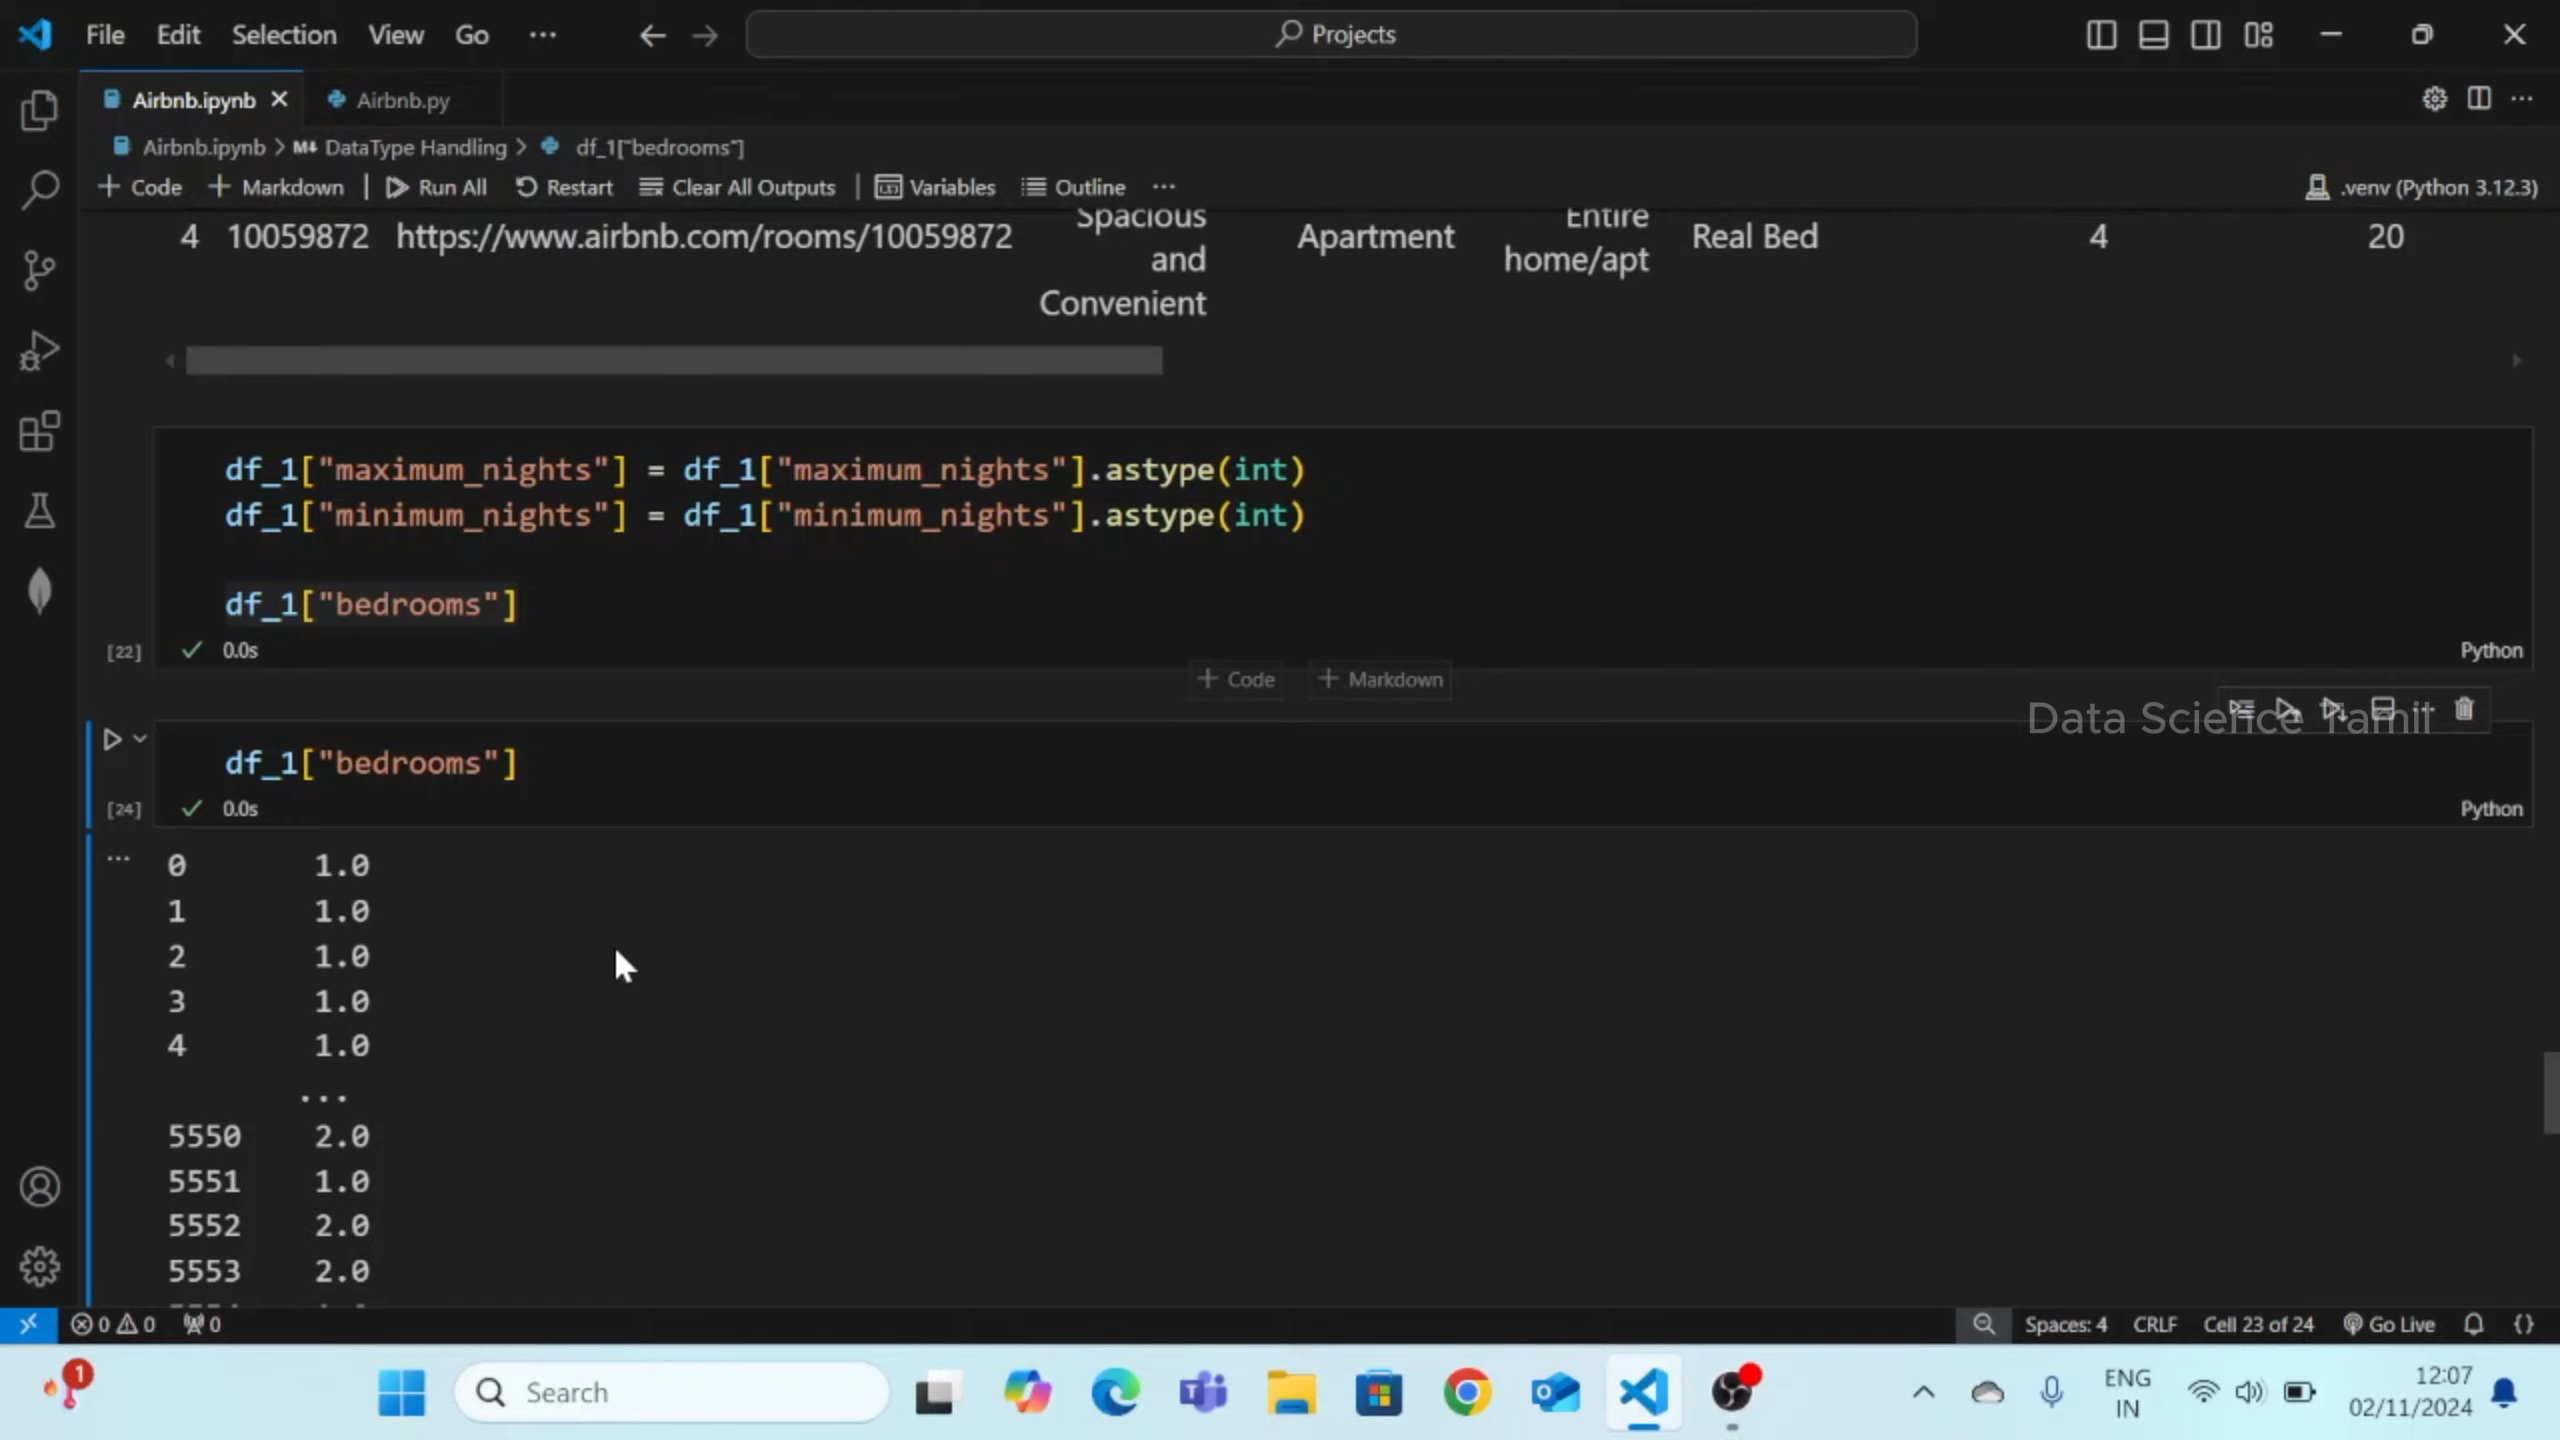 File Edit Selection View Go ... Projects
Airbnb.ipynb Airbnb.py
Airbnb.ipynb > M↓ DataType Handling > df_1["bedrooms"]
+ Code + Markdown | Run All Restart Clear All Outputs | Variables Outline ... .venv (Python 3.12.3)
4 10059872 https://www.airbnb.com/rooms/10059872 Spacious and Convenient Apartment Entire home/apt Real Bed 4 20
df_1["maximum_nights"] = df_1["maximum_nights"].astype(int)
df_1["minimum_nights"] = df_1["minimum_nights"].astype(int)
df_1["bedrooms"]
[22] 0.0s Python
+ Code + Markdown
Data Science Tamil
df_1["bedrooms"]
[24] 0.0s Python
... 0 1.0
1 1.0
2 1.0
3 1.0
4 1.0
...
5550 2.0
5551 1.0
5552 2.0
5553 2.0
0 0 0 Spaces: 4 CRLF Cell 23 of 24 Go Live {}
1 Search ENG IN 12:07 02/11/2024